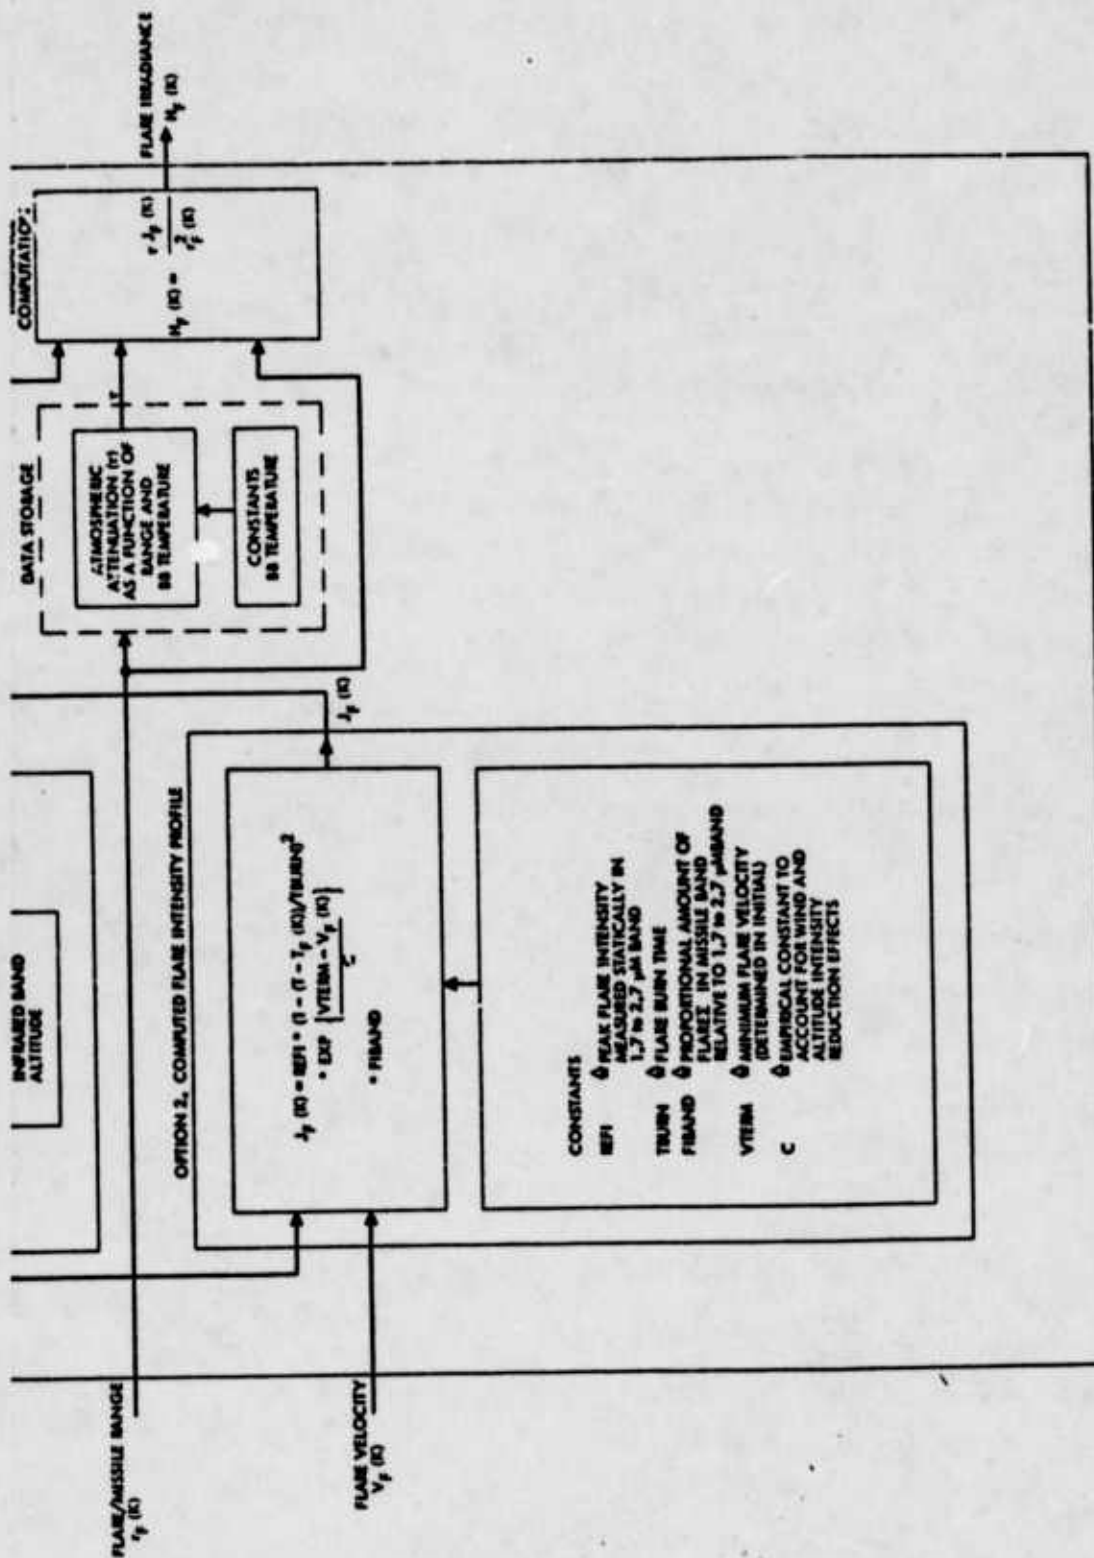 INFRARED BAND
ALTITUDE
FLARE/MISSILE RANGE
r_F (K)
FLARE VELOCITY
V_F (K)
OPTION 2. COMPUTED FLARE INTENSITY PROFILE
J_F (K) = REFI * (1 - (T - T_F (K))/TBURN)²
* EXP [VTERM - V_F (K)]
C
* FIBAND
J_F (K)
CONSTANTS
REFI ≙ PEAK FLARE INTENSITY
MEASURED STATICALLY IN
1.7 to 2.7 μM BAND
TBURN ≙ FLARE BURN TIME
FIBAND ≙ PROPORTIONAL AMOUNT OF
FLARES IN MISSILE BAND
RELATIVE TO 1.7 to 2.7 μM BAND
VTERM ≙ MINIMUM FLARE VELOCITY
(DETERMINED IN INITIAL)
C ≙ EMPIRICAL CONSTANT TO
ACCOUNT FOR WIND AND
ALTITUDE INTENSITY
REDUCTION EFFECTS
DATA STORAGE
ATMOSPHERIC
ATTENUATION (τ)
AS A FUNCTION OF
RANGE AND
BB TEMPERATURE
CONSTANTS
BB TEMPERATURE
τ
COMPUTATION:
H_F (K) = τ J_F (K)
r_F² (K)
FLARE IRRADIANCE
H_F (K)